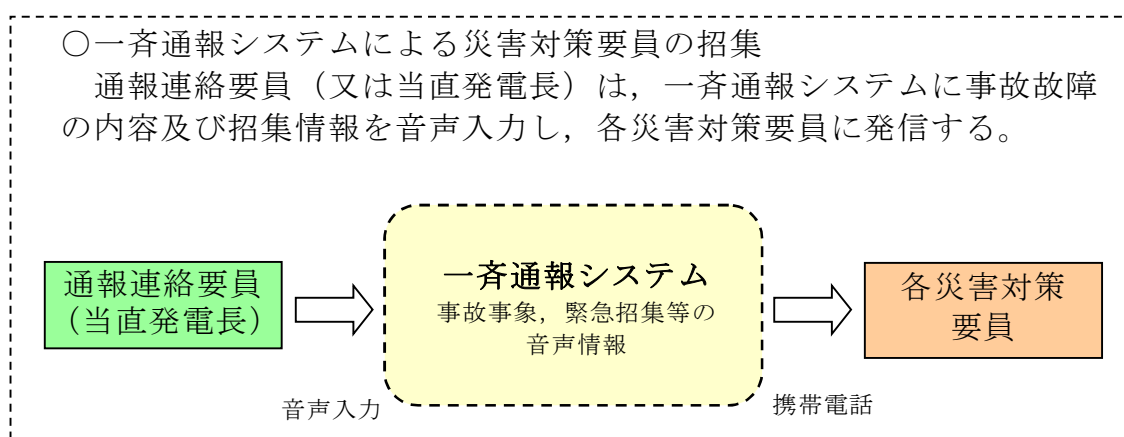 ○一斉通報システムによる災害対策要員の招集
通報連絡要員（又は当直発電長）は，一斉通報システムに事故故障
の内容及び招集情報を音声入力し，各災害対策要員に発信する。
通報連絡要員
（当直発電長）
一斉通報システム
事故事象，緊急招集等の
音声情報
各災害対策
要員
音声入力
携帯電話